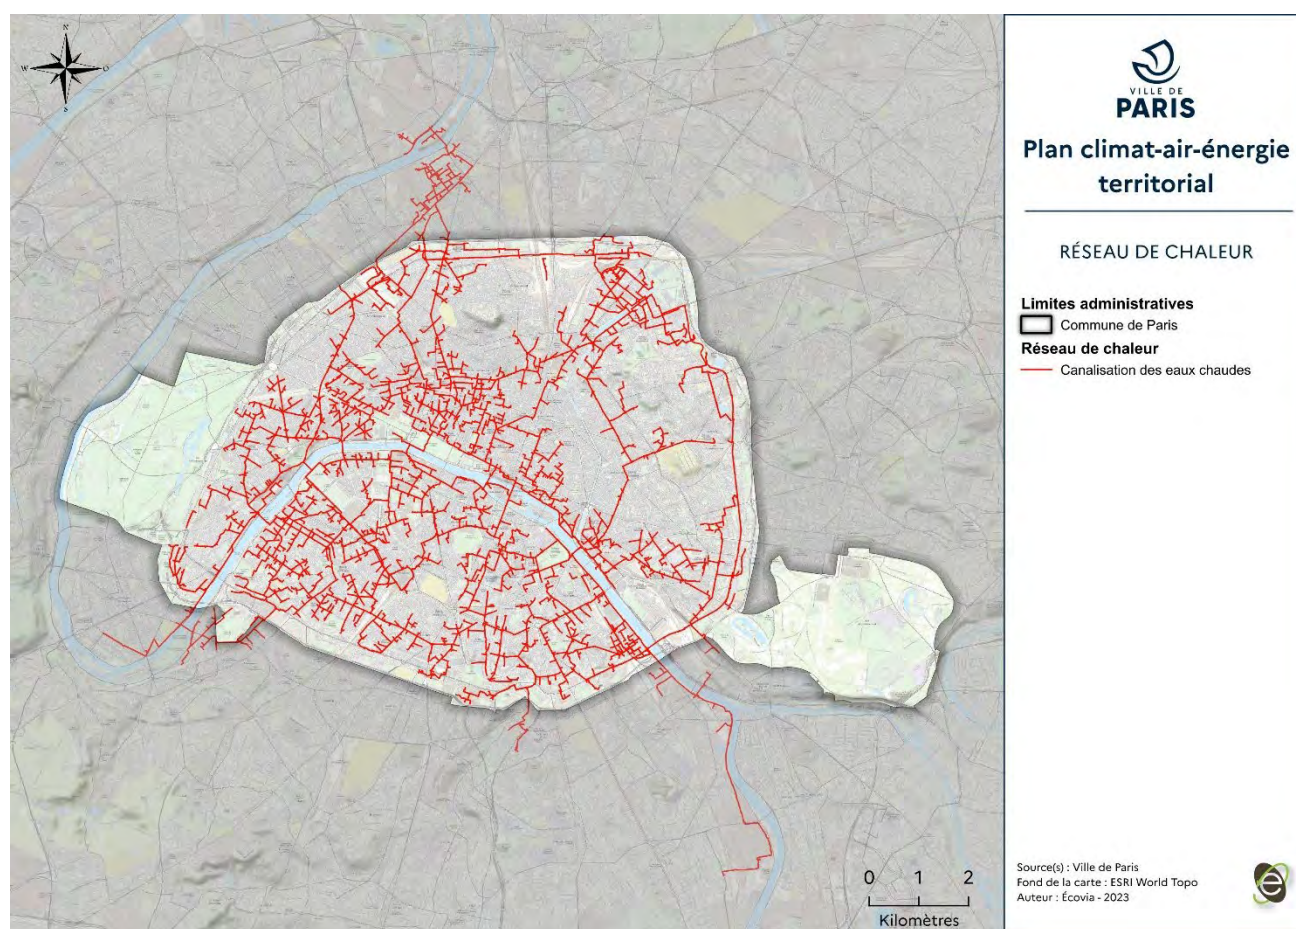 N
W
O
S
VILLE DE
PARIS
Plan climat-air-énergie
territorial
RÉSEAU DE CHALEUR
Limites administratives
Commune de Paris
Réseau de chaleur
Canalisation des eaux chaudes
0 1 2
Kilomètres
Source(s) : Ville de Paris
Fond de la carte : ESRI World Topo
Auteur : Écovia - 2023